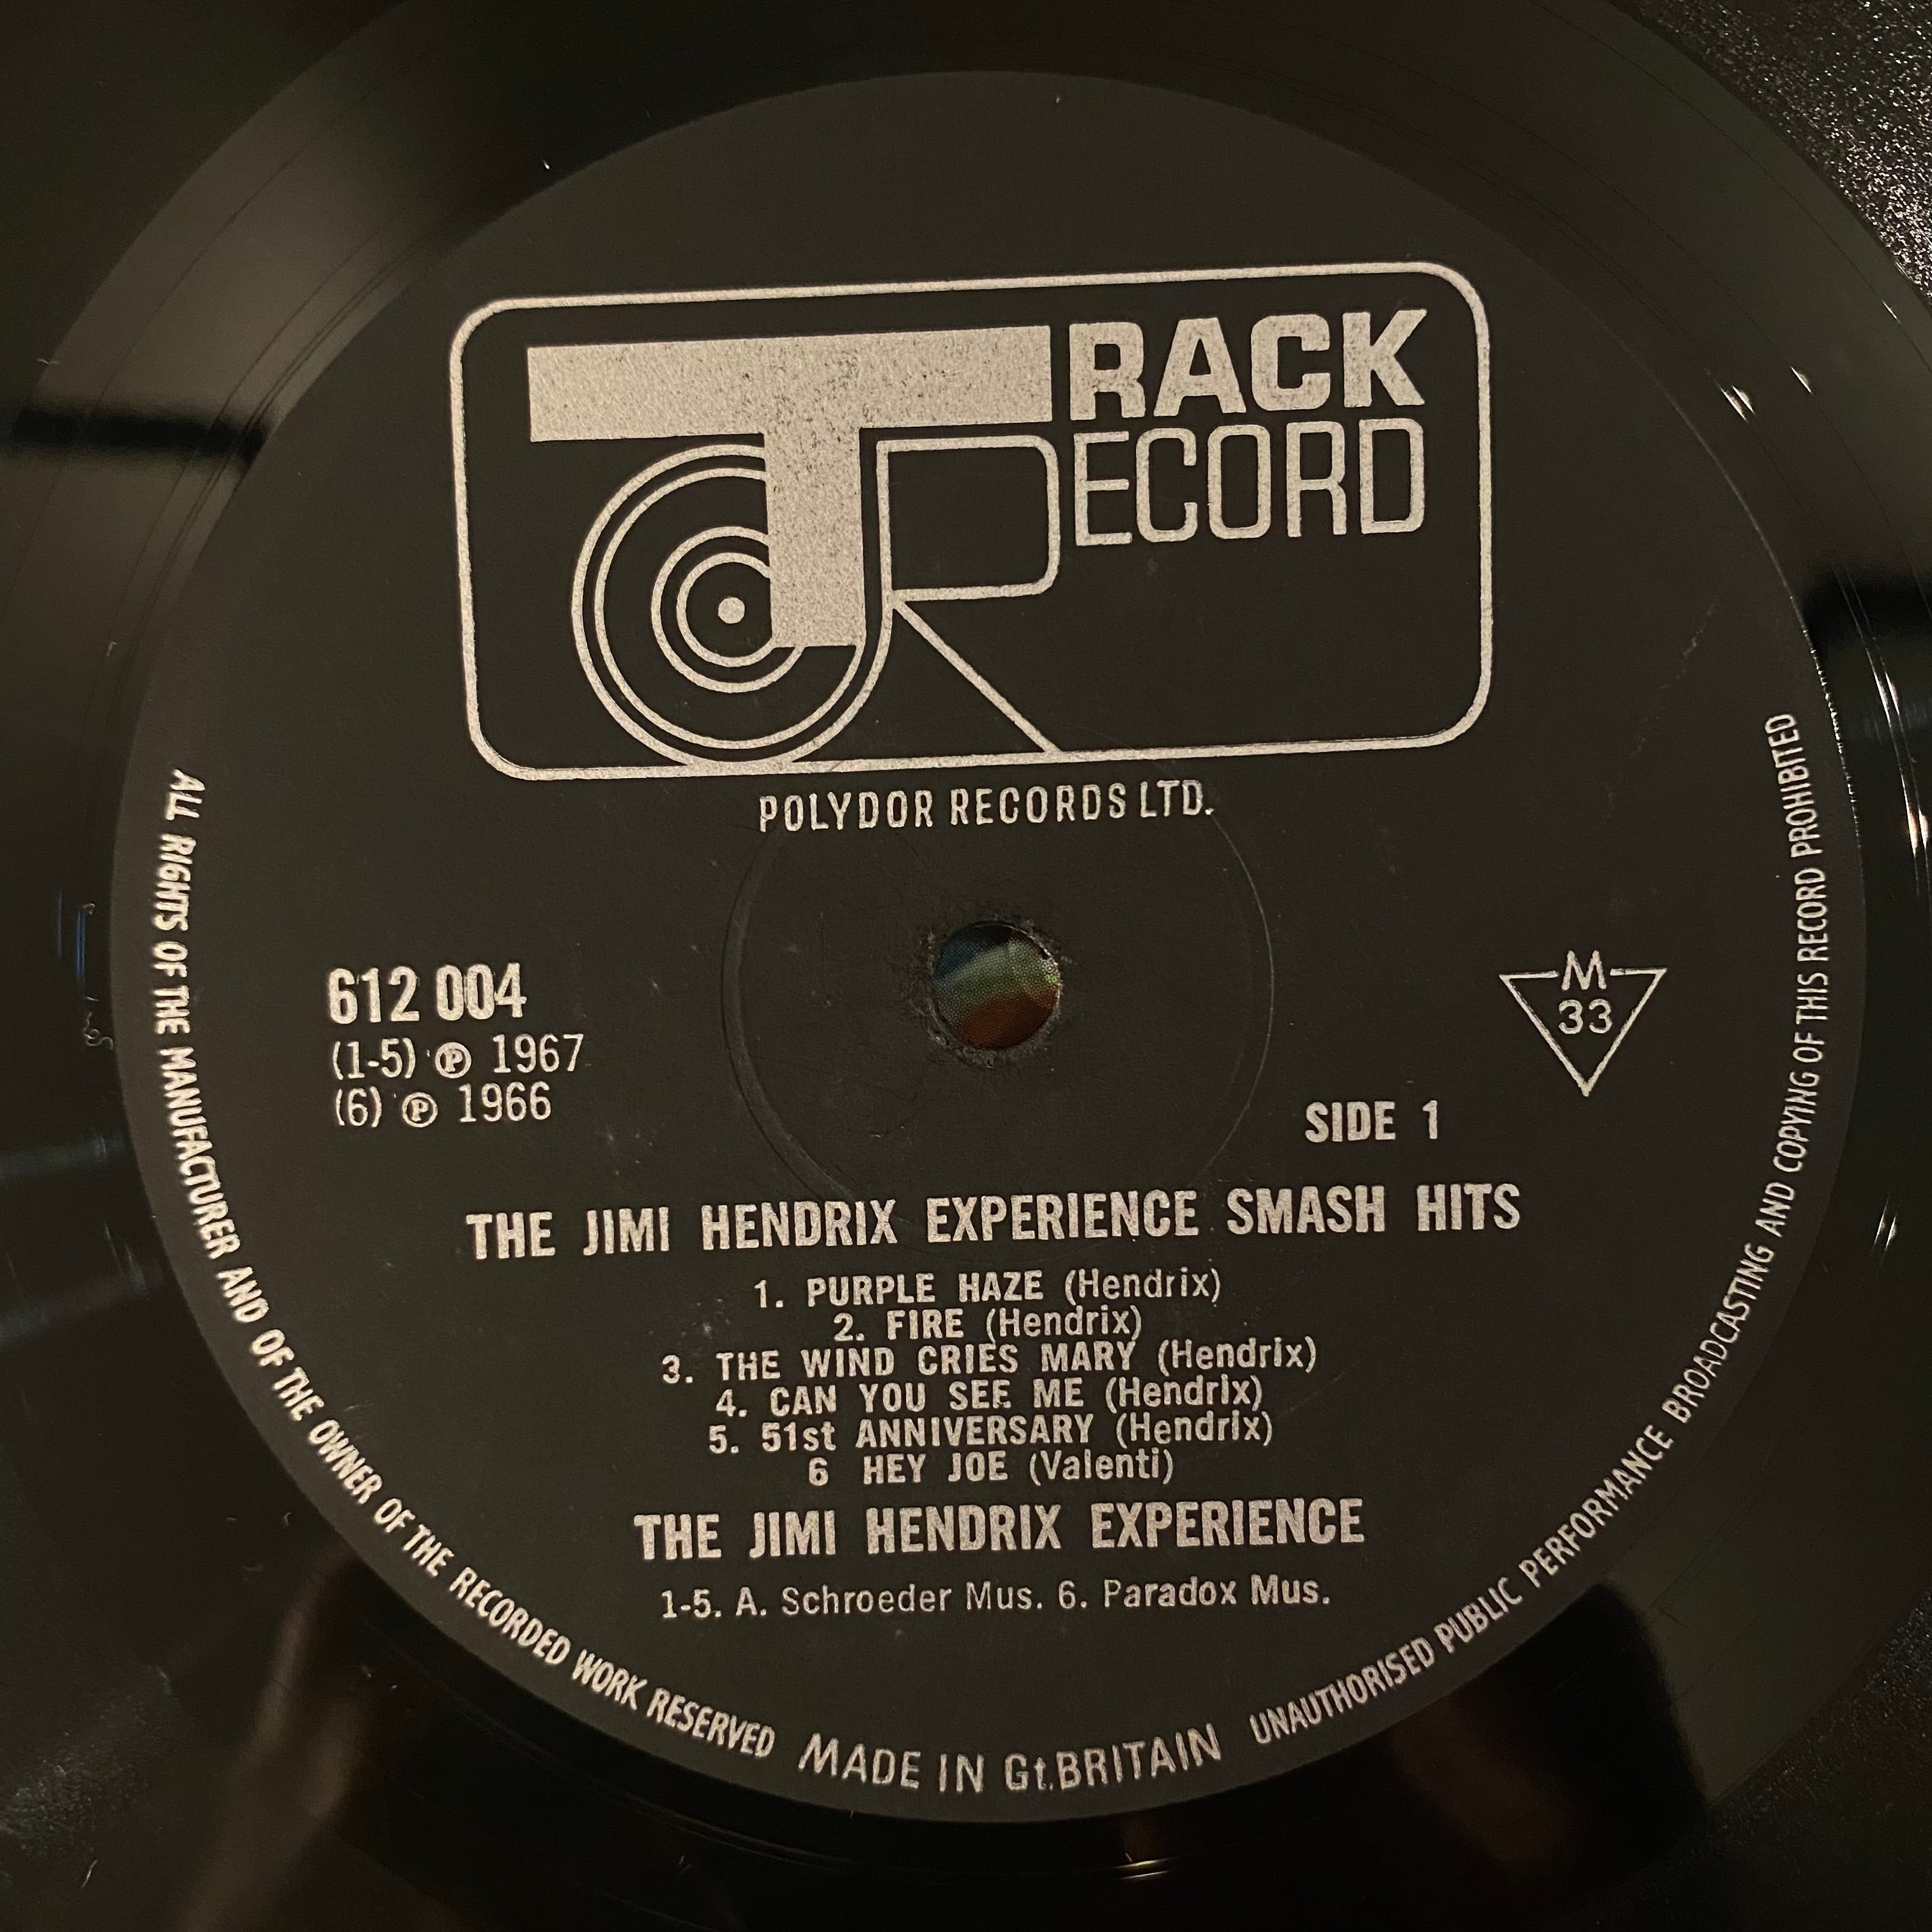 TRACK
RECORD
POLYDOR RECORDS LTD.
612 004
(1-5) ℗ 1967
(6) ℗ 1966
M
33
SIDE 1
THE JIMI HENDRIX EXPERIENCE SMASH HITS
1. PURPLE HAZE (Hendrix)
2. FIRE (Hendrix)
3. THE WIND CRIES MARY (Hendrix)
4. CAN YOU SEE ME (Hendrix)
5. 51st ANNIVERSARY (Hendrix)
6 HEY JOE (Valenti)
THE JIMI HENDRIX EXPERIENCE
1-5. A. Schroeder Mus. 6. Paradox Mus.
ALL RIGHTS OF THE MANUFACTURER AND OF THE OWNER OF THE RECORDED WORK RESERVED MADE IN Gt.BRITAIN UNAUTHORISED PUBLIC PERFORMANCE BROADCASTING AND COPYING OF THIS RECORD PROHIBITED